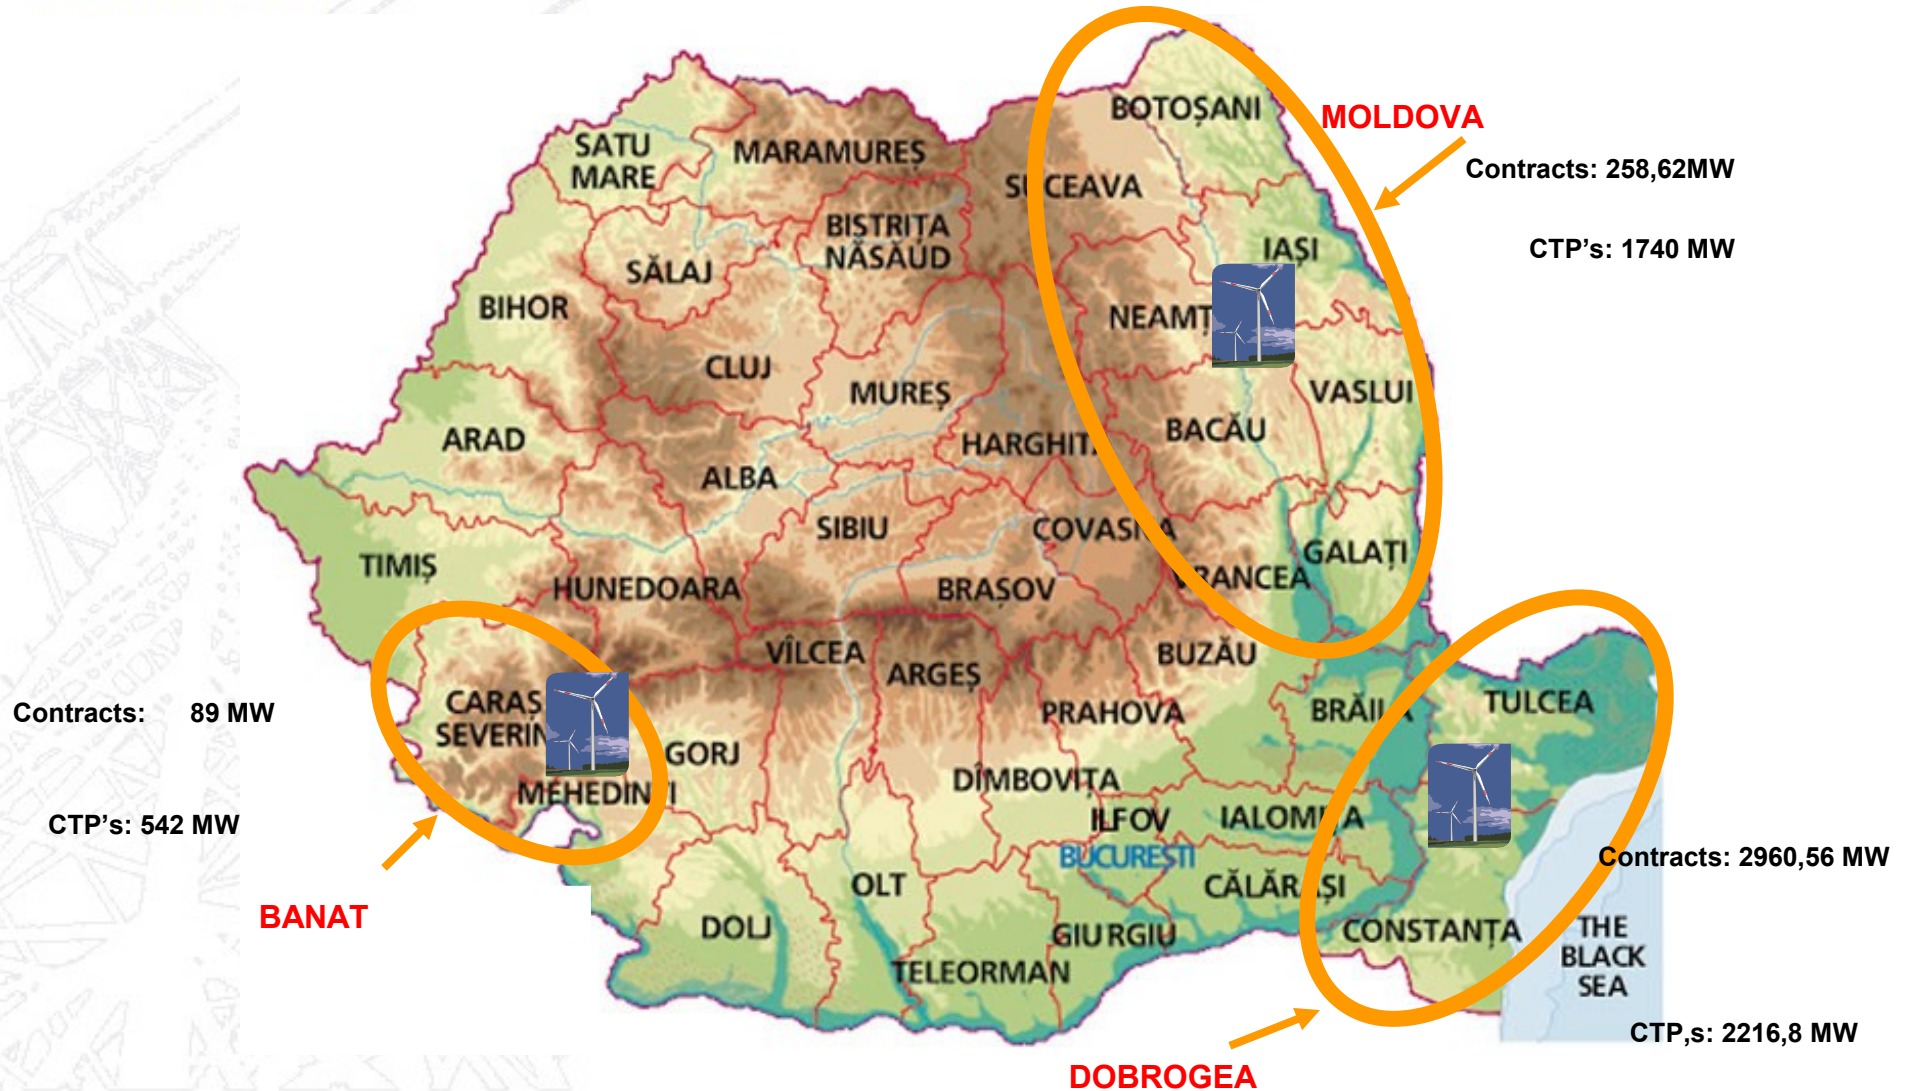 BOTOȘANI
MOLDOVA
SATU
MARE
MARAMUREȘ
Contracts: 258,62MW
SUCEAVA
BISTRIȚA
NĂSĂUD
IAȘI
CTP’s: 1740 MW
SĂLAJ
BIHOR
NEAMȚ
CLUJ
MUREȘ
VASLUI
ARAD
HARGHITA
BACĂU
ALBA
SIBIU
COVASNA
GALAȚI
TIMIȘ
HUNEDOARA
BRAȘOV
VRANCEA
VÎLCEA
ARGEȘ
BUZĂU
CARAȘ
SEVERIN
Contracts: 89 MW
PRAHOVA
BRĂILA
TULCEA
GORJ
DÎMBOVIȚA
MEHEDINȚI
CTP’s: 542 MW
ILFOV
IALOMIȚA
BUCUREȘTI
Contracts: 2960,56 MW
OLT
CĂLĂRAȘI
BANAT
DOLJ
GIURGIU
CONSTANȚA
THE
BLACK
SEA
TELEORMAN
CTP,s: 2216,8 MW
DOBROGEA